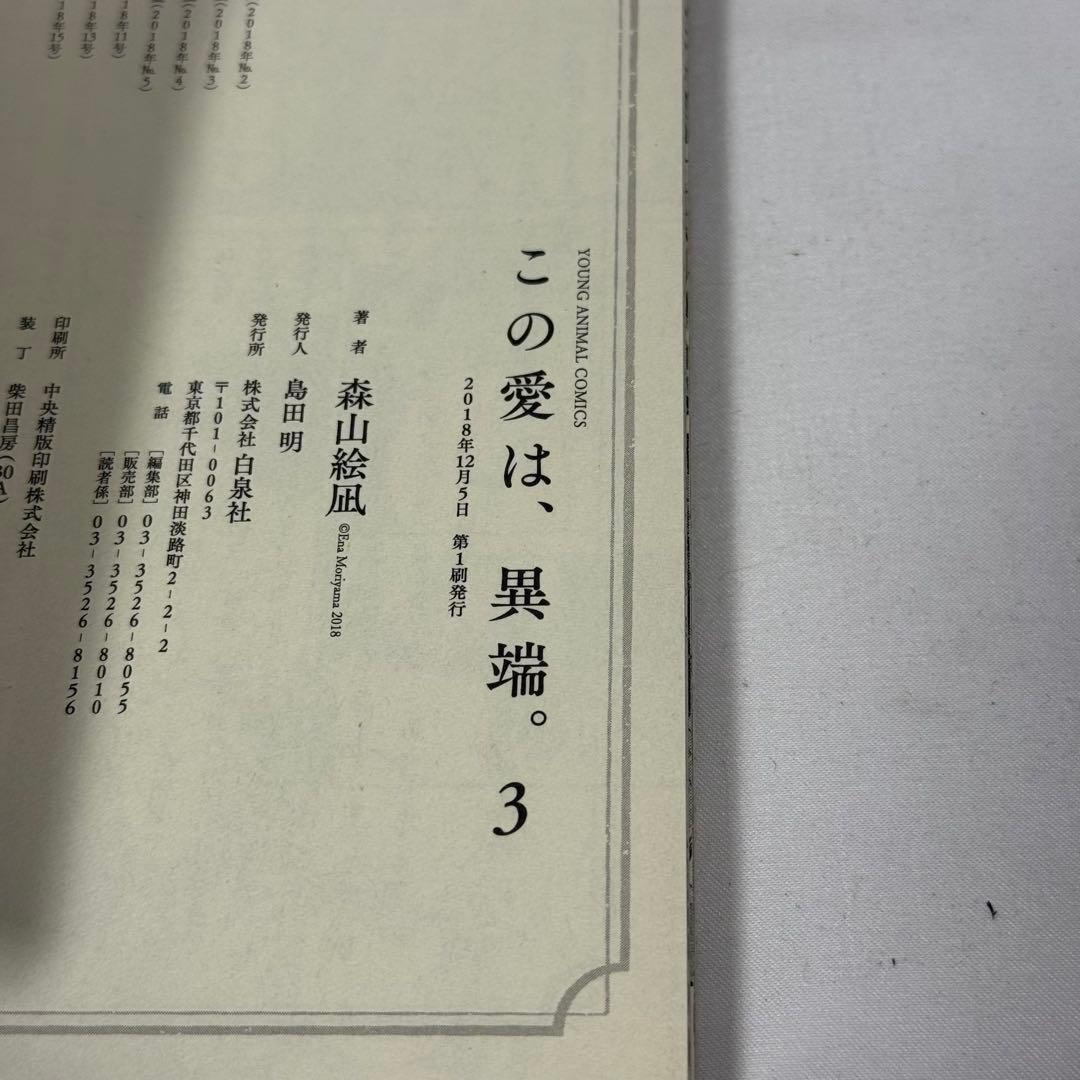 YOUNG ANIMAL COMICS
この愛は、異端。 3
2018年12月5日 第1刷発行
著者 森山絵凪 ©Ena Moriyama 2018
発行人 島田 明
発行所 株式会社 白泉社
〒101-0063
東京都千代田区神田淡路町2-2-2
電話 [編集部] 03-3526-8055
[販売部] 03-3526-8010
[読者係] 03-3526-8156
印刷所 中央精版印刷株式会社
装丁 柴田昌房(30A)
(2018年№2)
(2018年№3)
(2018年№4)
(2018年№5)
18年11号)
18年13号)
18年15号)